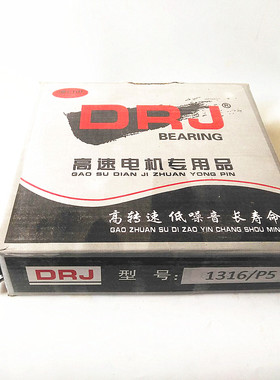 DRJ®
BEARING
高速电机专用品
GAO SU DIAN JI ZHUAN YONG PIN
高转速 低噪音 长寿命
GAO ZHUAN SU DI ZAO YIN CHANG SHOU MIN
DRJ 型号: 1316/P5